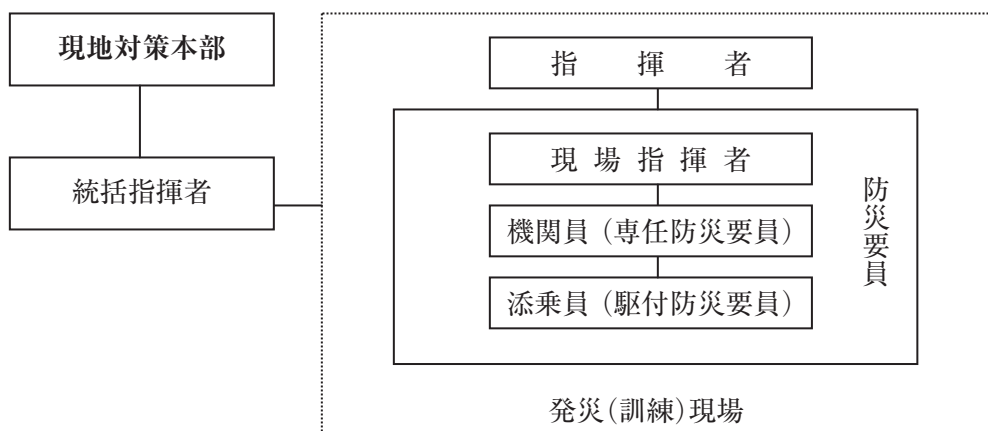 現地対策本部
統括指揮者
指揮者
現場指揮者
機関員（専任防災要員）
添乗員（駆付防災要員）
防災要員
発災（訓練）現場